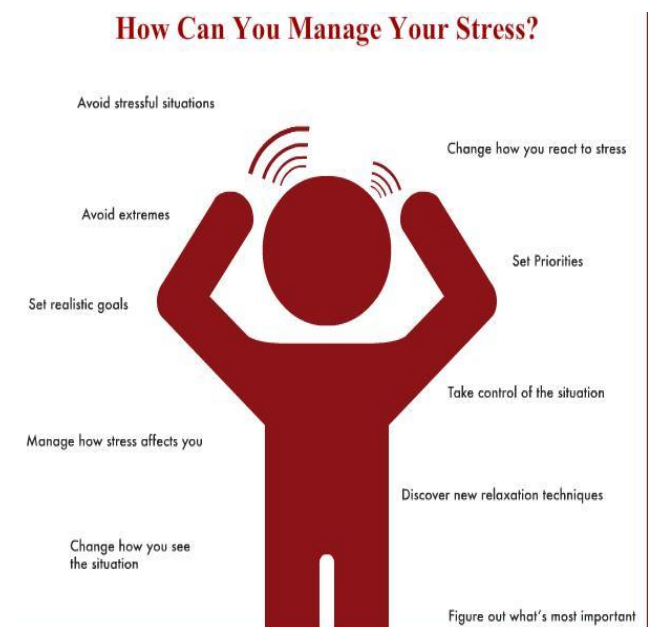 How Can You Manage Your Stress?
Avoid stressful situations
Change how you react to stress
Avoid extremes
Set Priorities
Set realistic goals
Take control of the situation
Manage how stress affects you
Discover new relaxation techniques
Change how you see
the situation
Figure out what's most important